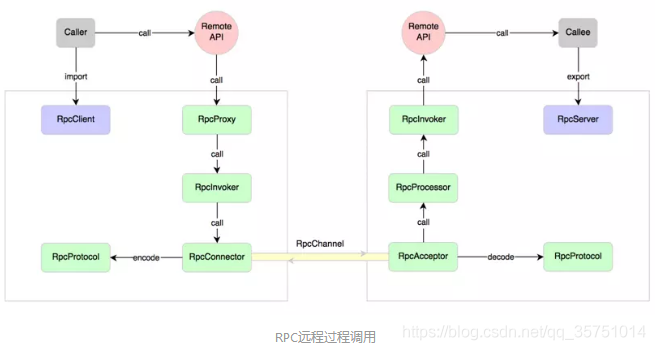 Caller
call
Remote
API
Remote
API
call
Callee
import
call
call
export
RpcClient
RpcProxy
RpcInvoker
RpcServer
call
call
RpcInvoker
RpcProcessor
call
call
RpcChannel
RpcProtocol
encode
RpcConnector
RpcAcceptor
decode
RpcProtocol
RPC远程过程调用
https://blog.csdn.net/qq_35751014